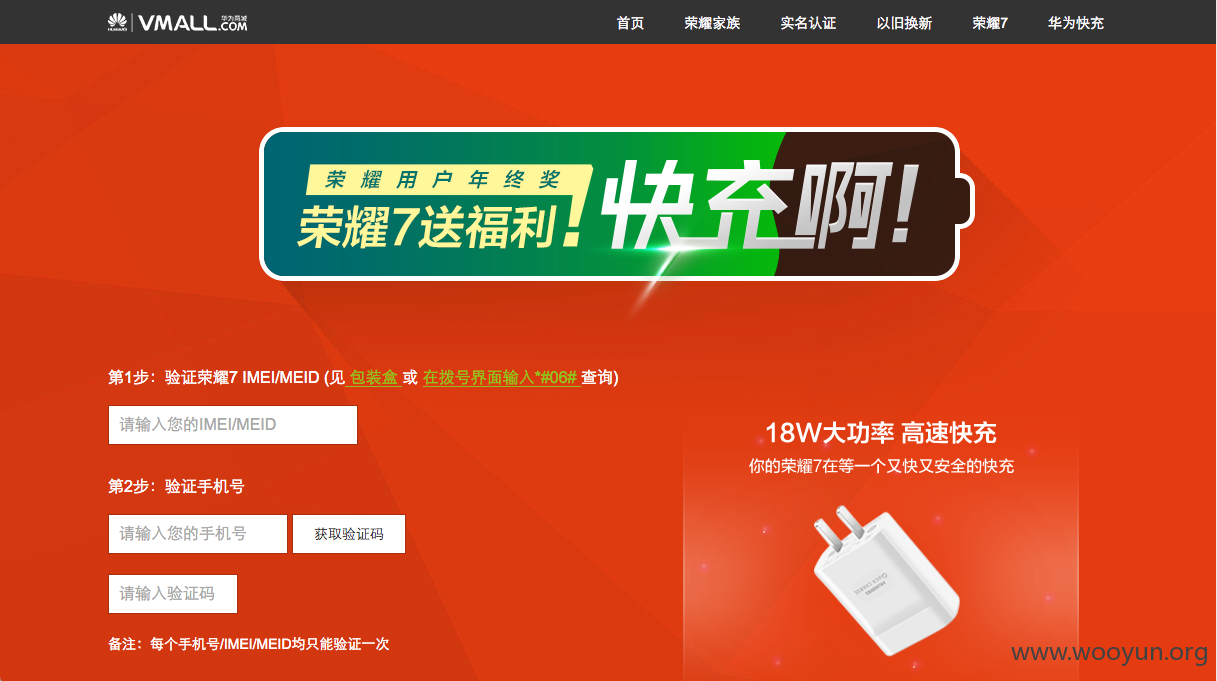 HUAWEI VMALL.COM 华为商城
首页 荣耀家族 实名认证 以旧换新 荣耀7 华为快充
荣耀用户年终奖
荣耀7送福利!
快充啊!
第1步：验证荣耀7 IMEI/MEID (见 包装盒 或 在拨号界面输入*#06# 查询)
请输入您的IMEI/MEID
第2步：验证手机号
请输入您的手机号 获取验证码
请输入验证码
备注：每个手机号/IMEI/MEID均只能验证一次
18W大功率 高速快充
你的荣耀7在等一个又快又安全的快充
HUAWEI
QUICK CHARGE
www.wooyun.org